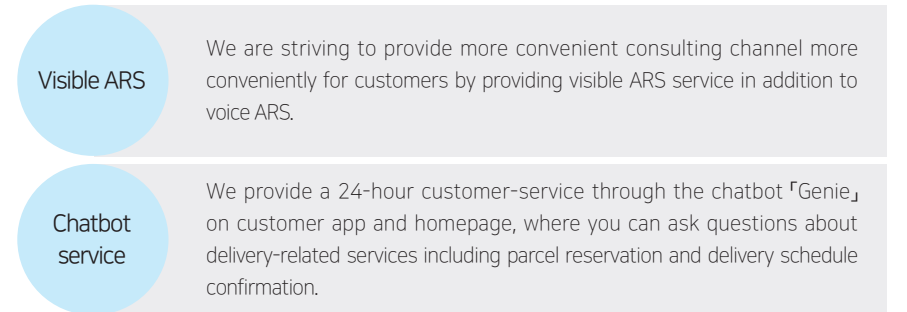 Visible ARS
We are striving to provide more convenient consulting channel more
conveniently for customers by providing visible ARS service in addition to
voice ARS.
Chatbot
service
We provide a 24-hour customer-service through the chatbot 「Genie」
on customer app and homepage, where you can ask questions about
delivery-related services including parcel reservation and delivery schedule
confirmation.